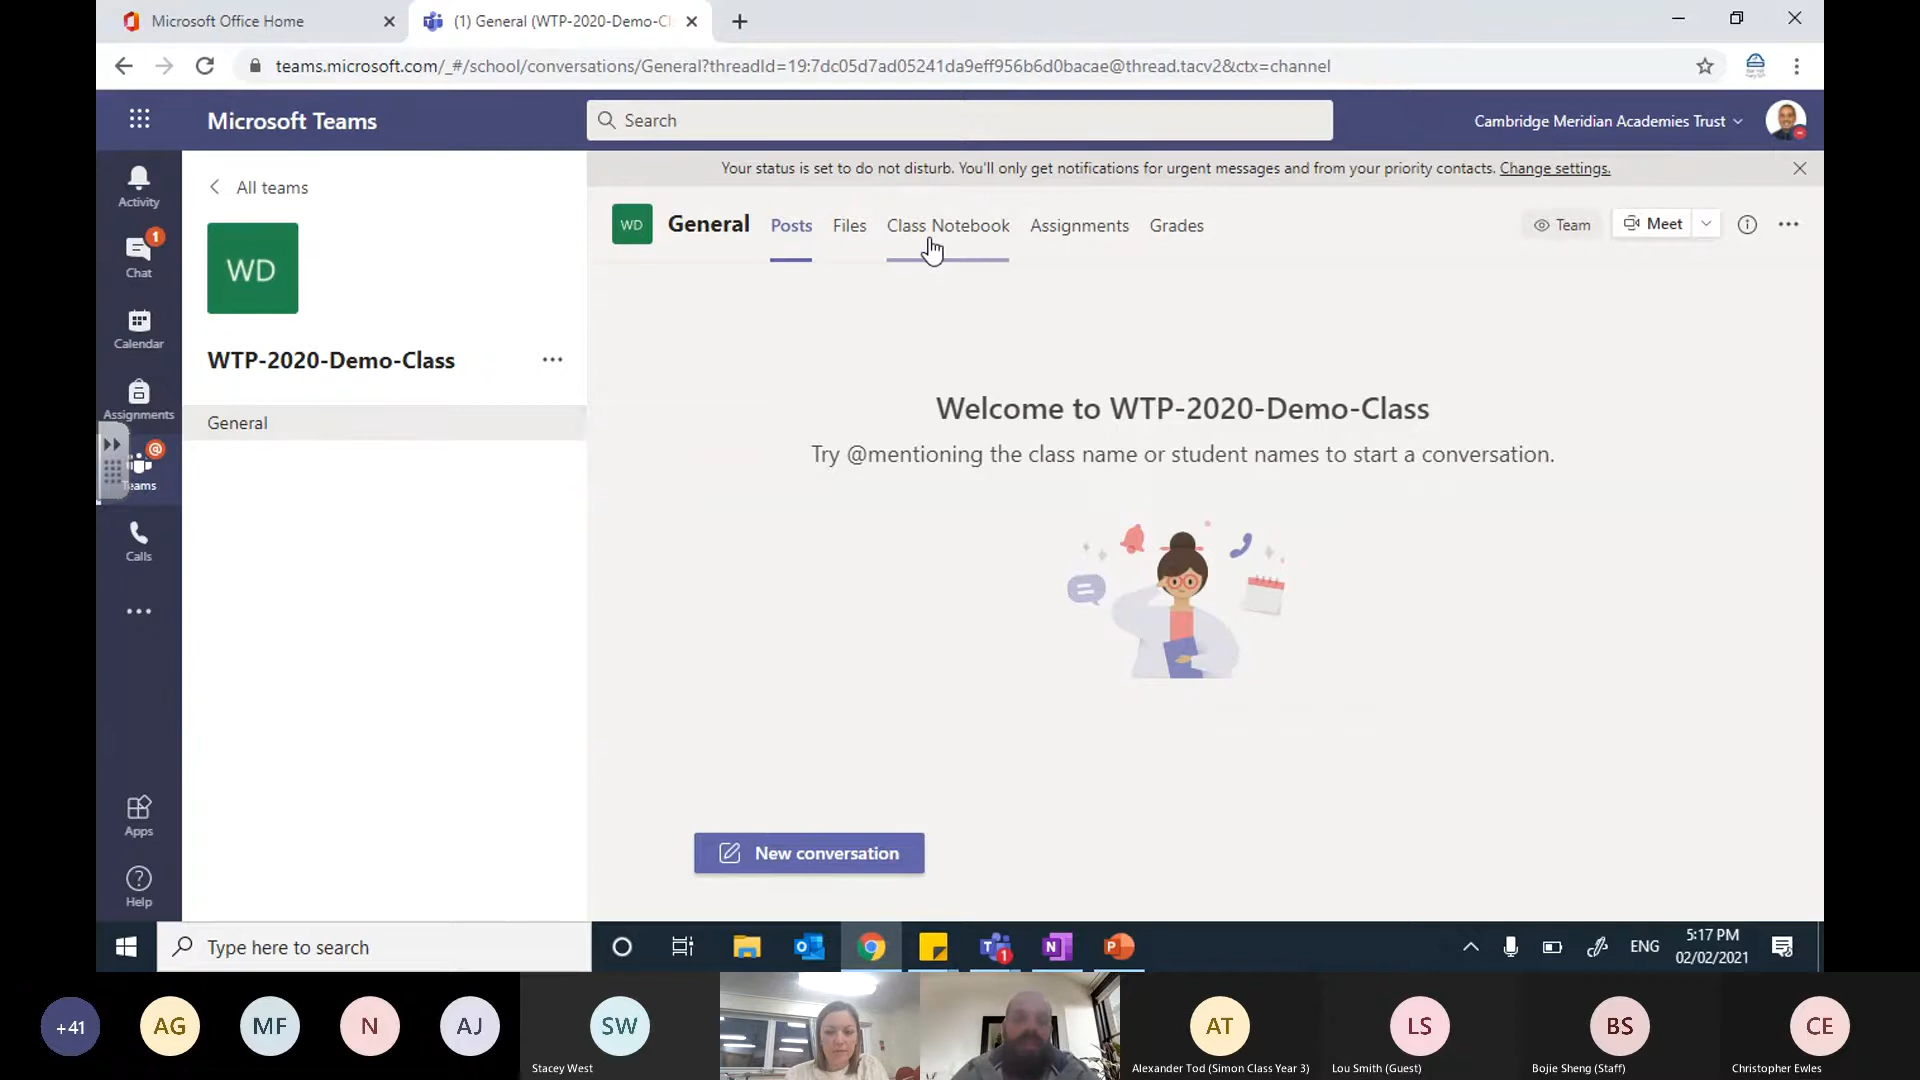 Microsoft Office Home
(1) General (WTP-2020-Demo-Cl
teams.microsoft.com/_#/school/conversations/General?threadId=19:7dc05d7ad05241da9eff956b6d0bacae@thread.tacv2&ctx=channel
Microsoft Teams
Search
Cambridge Meridian Academies Trust
Your status is set to do not disturb. You'll only get notifications for urgent messages and from your priority contacts. Change settings.
Activity
Chat
1
Calendar
Assignments
@
Teams
Calls
Apps
Help
All teams
WD
WTP-2020-Demo-Class
General
WD
General
Posts
Files
Class Notebook
Assignments
Grades
Team
Meet
Welcome to WTP-2020-Demo-Class
Try @mentioning the class name or student names to start a conversation.
New conversation
Type here to search
1
ENG
5:17 PM
02/02/2021
+41
AG
MF
N
AJ
SW
Stacey West
AT
Alexander Tod (Simon Class Year 3)
LS
Lou Smith (Guest)
BS
Bojie Sheng (Staff)
CE
Christopher Ewles